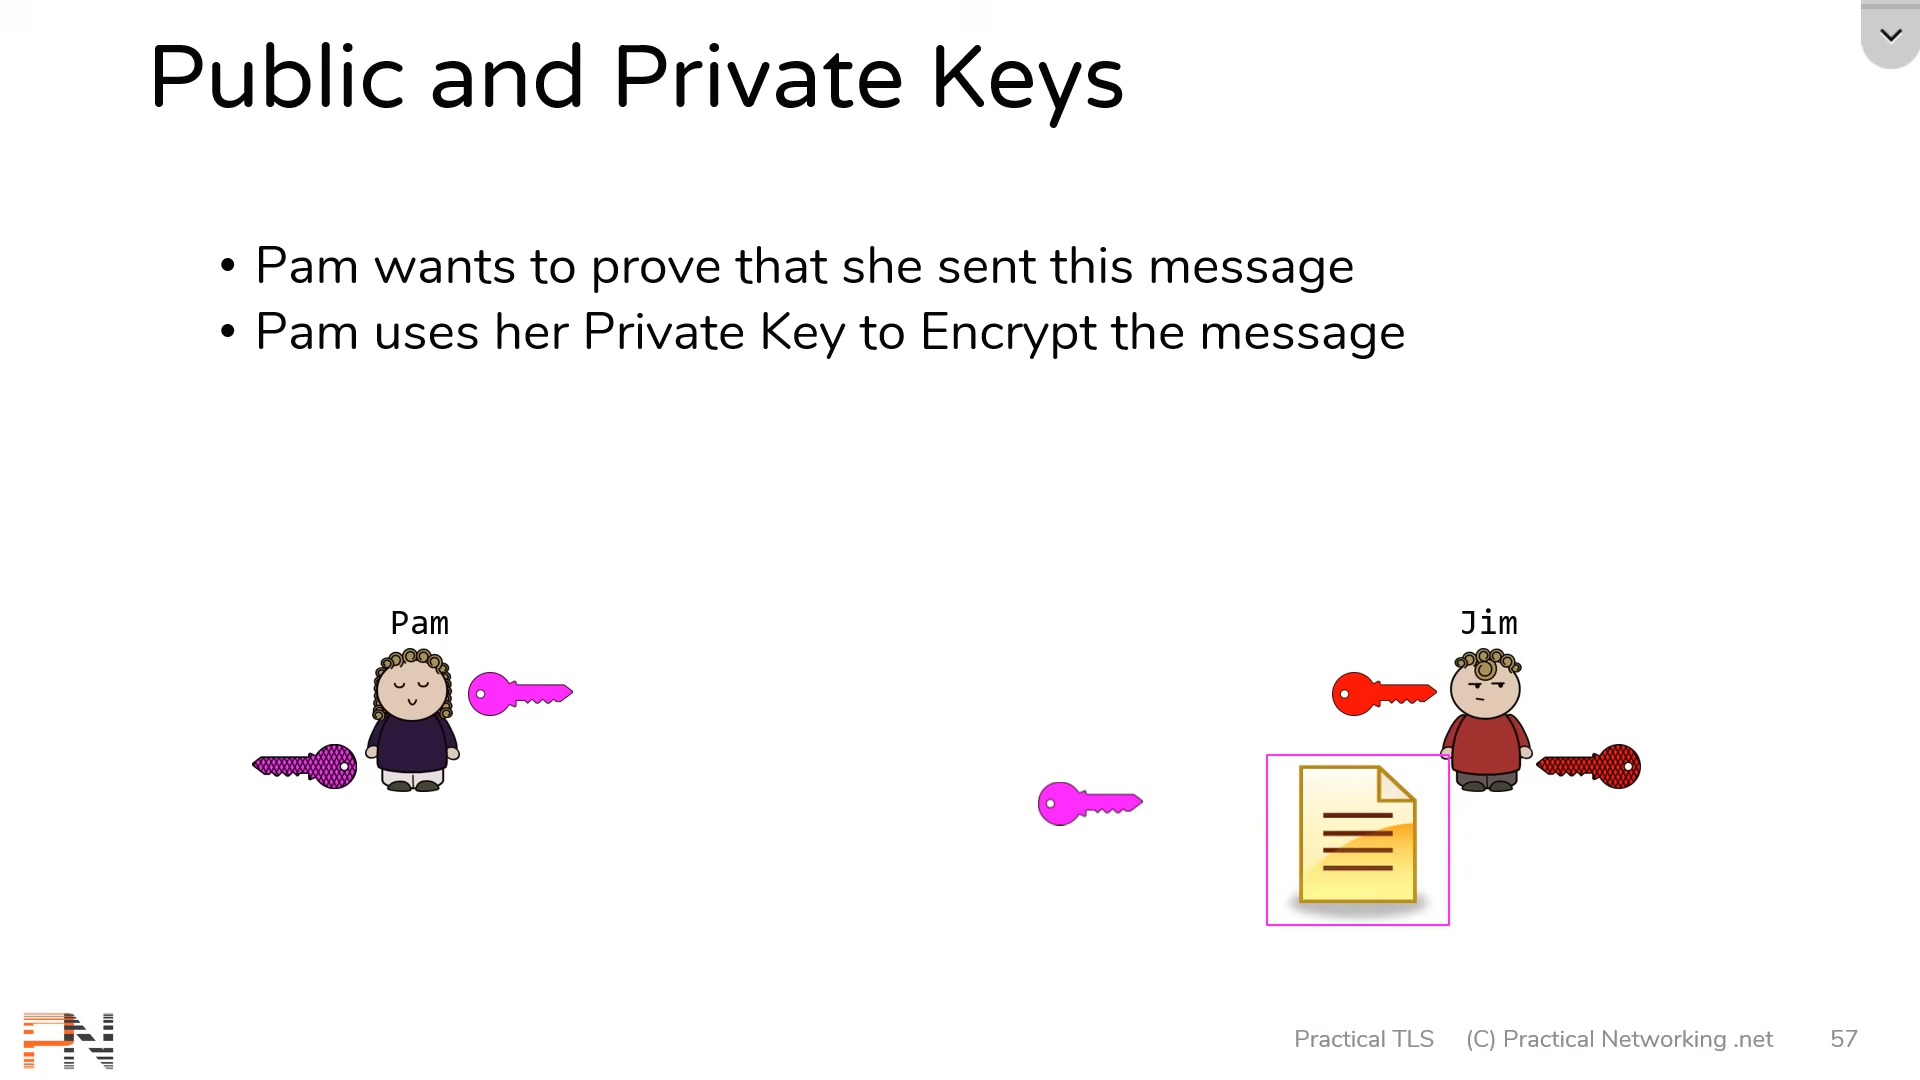 Public and Private Keys
• Pam wants to prove that she sent this message
• Pam uses her Private Key to Encrypt the message
Pam
Jim
PN
Practical TLS (C) Practical Networking .net 57